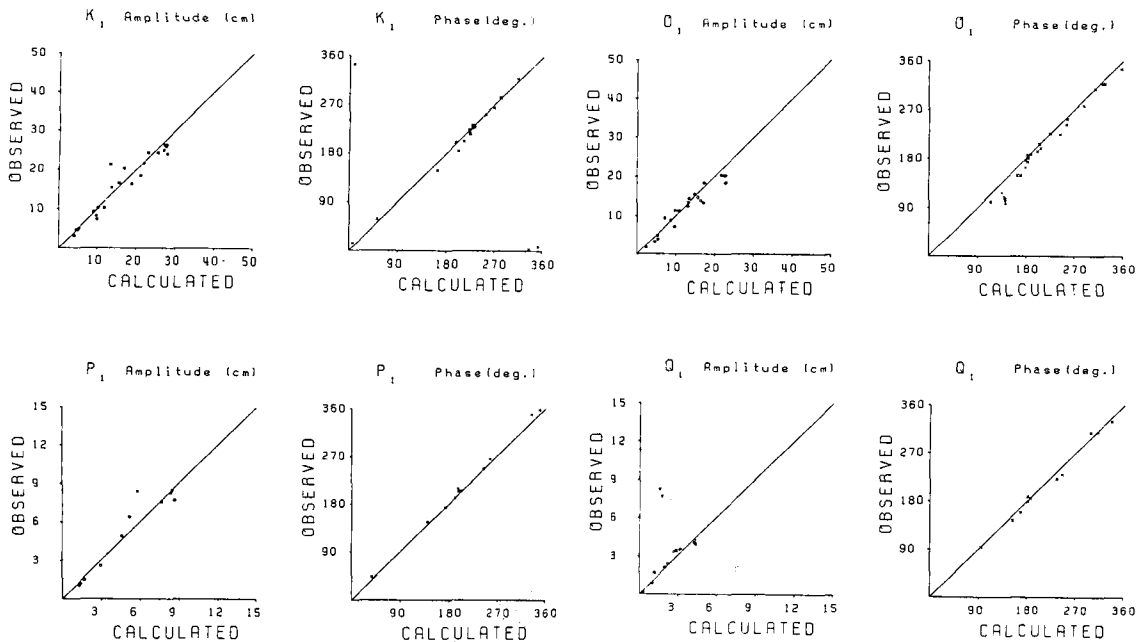 K1 Amplitude (cm)
50
40
30
20
10
OBSERVED
10 20 30 40 50
CALCULATED
K1 Phase(deg.)
360
270
180
90
OBSERVED
90 180 270 360
CALCULATED
O1 Amplitude (cm)
50
40
30
20
10
OBSERVED
10 20 30 40 50
CALCULATED
O1 Phase(deg.)
360
270
180
90
OBSERVED
90 180 270 360
CALCULATED
P1 Amplitude (cm)
15
12
9
6
3
OBSERVED
3 6 9 12 15
CALCULATED
P1 Phase(deg.)
360
270
180
90
OBSERVED
90 180 270 360
CALCULATED
Q1 Amplitude (cm)
15
12
9
6
3
OBSERVED
3 6 9 12 15
CALCULATED
Q1 Phase(deg.)
360
270
180
90
OBSERVED
90 180 270 360
CALCULATED